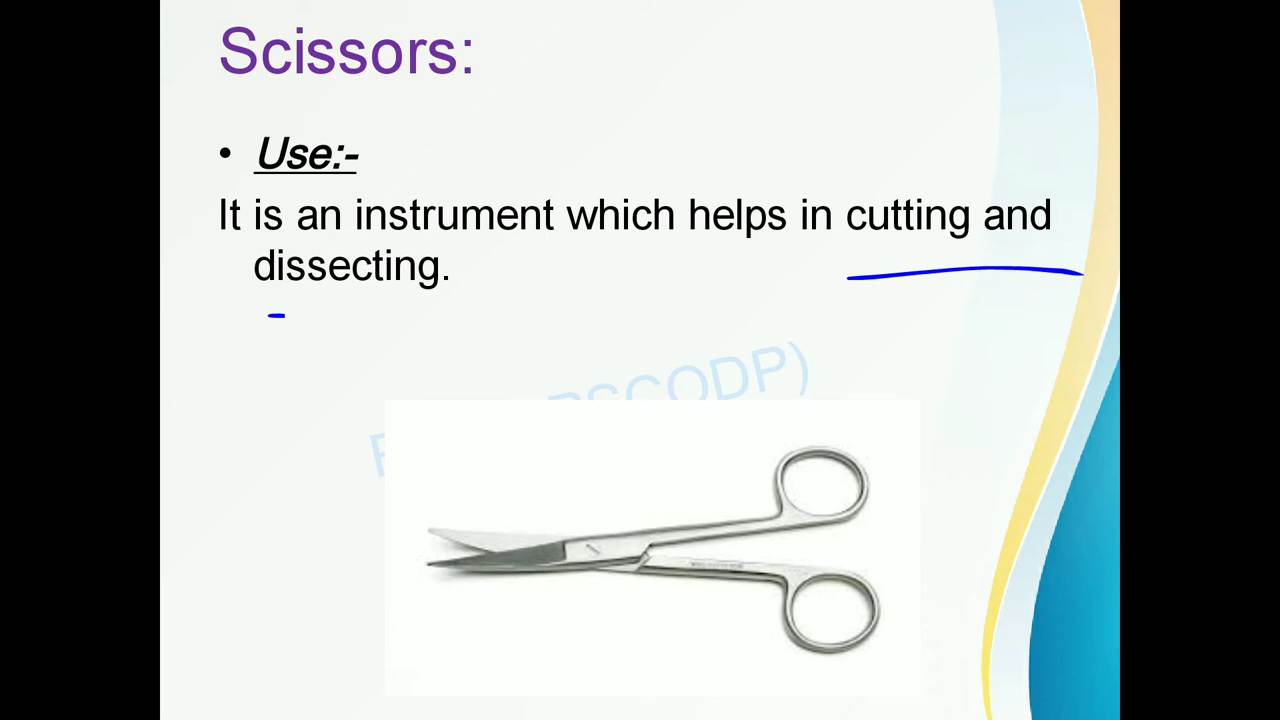 Scissors:
• Use:-
It is an instrument which helps in cutting and
dissecting.